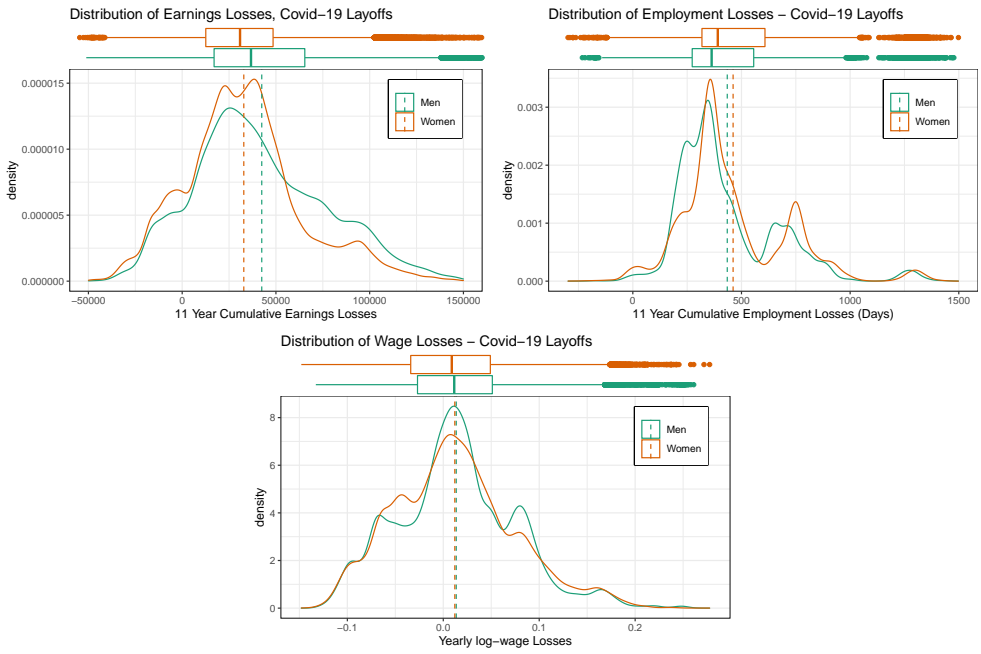 Distribution of Earnings Losses, Covid−19 Layoffs
0.000015
0.000010
0.000005
0.000000
density
−50000 0 50000 100000 150000
11 Year Cumulative Earnings Losses
Men
Women
Distribution of Employment Losses − Covid−19 Layoffs
0.003
0.002
0.001
0.000
density
0 500 1000 1500
11 Year Cumulative Employment Losses (Days)
Men
Women
Distribution of Wage Losses − Covid−19 Layoffs
8
6
4
2
0
density
−0.1 0.0 0.1 0.2
Yearly log−wage Losses
Men
Women